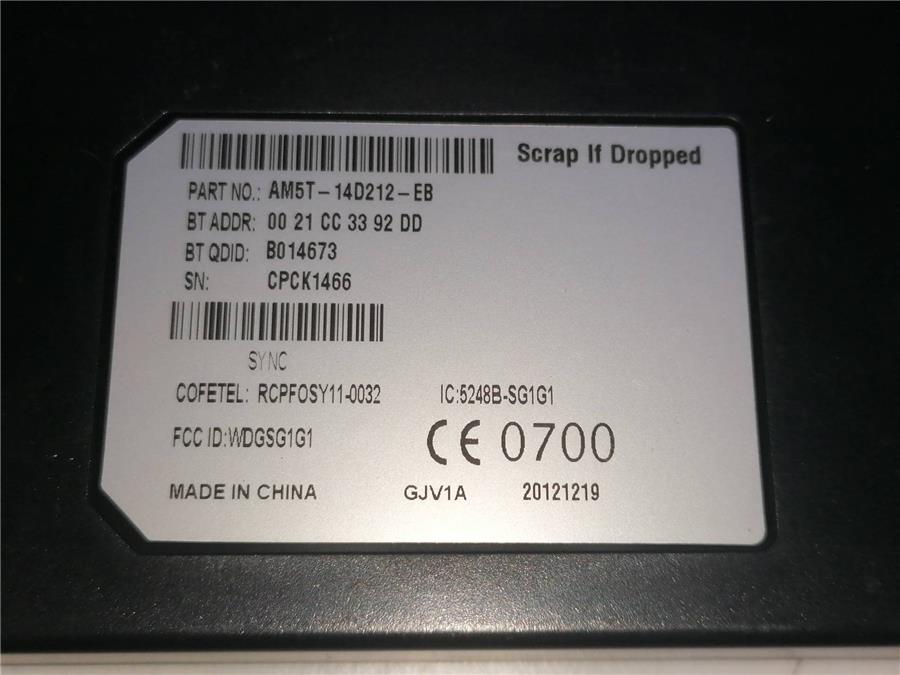 Scrap If Dropped
PART NO.: AM5T-14D212-EB
BT ADDR: 00 21 CC 33 92 DD
BT QDID: B014673
SN: CPCK1466
SYNC
COFETEL: RCPFOSY11-0032 IC:5248B-SG1G1
FCC ID:WDGSG1G1 CE 0700
MADE IN CHINA GJV1A 20121219